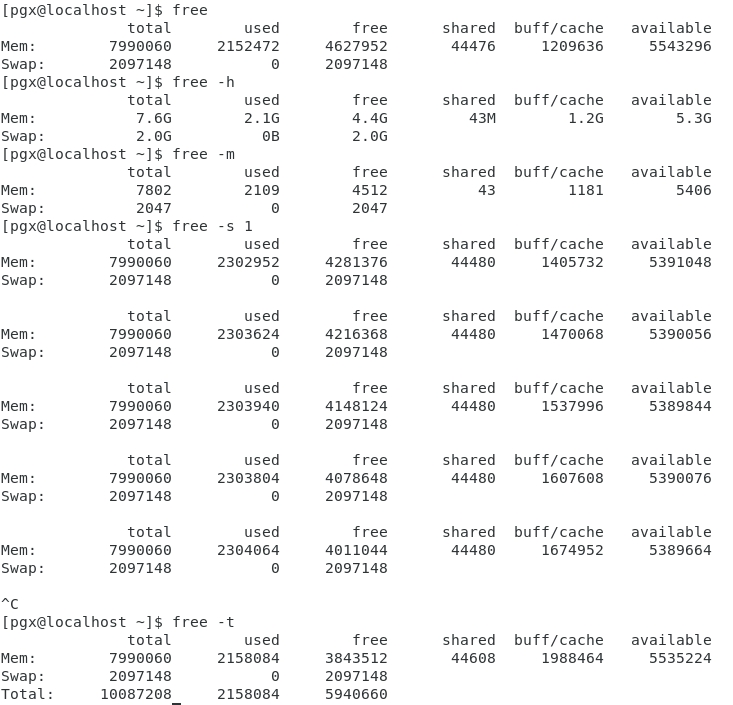 [pgx@localhost ~]$ free
              total        used        free      shared  buff/cache   available
Mem:        7990060     2152472     4627952       44476     1209636     5543296
Swap:       2097148           0     2097148
[pgx@localhost ~]$ free -h
              total        used        free      shared  buff/cache   available
Mem:           7.6G        2.1G        4.4G         43M        1.2G        5.3G
Swap:          2.0G          0B        2.0G
[pgx@localhost ~]$ free -m
              total        used        free      shared  buff/cache   available
Mem:           7802        2109        4512          43        1181        5406
Swap:          2047           0        2047
[pgx@localhost ~]$ free -s 1
              total        used        free      shared  buff/cache   available
Mem:        7990060     2302952     4281376       44480     1405732     5391048
Swap:       2097148           0     2097148

              total        used        free      shared  buff/cache   available
Mem:        7990060     2303624     4216368       44480     1470068     5390056
Swap:       2097148           0     2097148

              total        used        free      shared  buff/cache   available
Mem:        7990060     2303940     4148124       44480     1537996     5389844
Swap:       2097148           0     2097148

              total        used        free      shared  buff/cache   available
Mem:        7990060     2303804     4078648       44480     1607608     5390076
Swap:       2097148           0     2097148

              total        used        free      shared  buff/cache   available
Mem:        7990060     2304064     4011044       44480     1674952     5389664
Swap:       2097148           0     2097148

^C
[pgx@localhost ~]$ free -t
              total        used        free      shared  buff/cache   available
Mem:        7990060     2158084     3843512       44608     1988464     5535224
Swap:       2097148           0     2097148
Total:     10087208     2158084     5940660